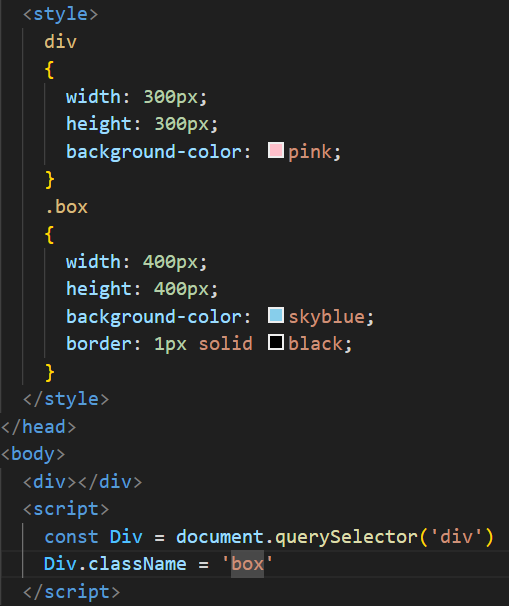 <style>
div
{
width: 300px;
height: 300px;
background-color: pink;
}
.box
{
width: 400px;
height: 400px;
background-color: skyblue;
border: 1px solid black;
}
</style>
</head>
<body>
<div></div>
<script>
const Div = document.querySelector('div')
Div.className = 'box'
</script>